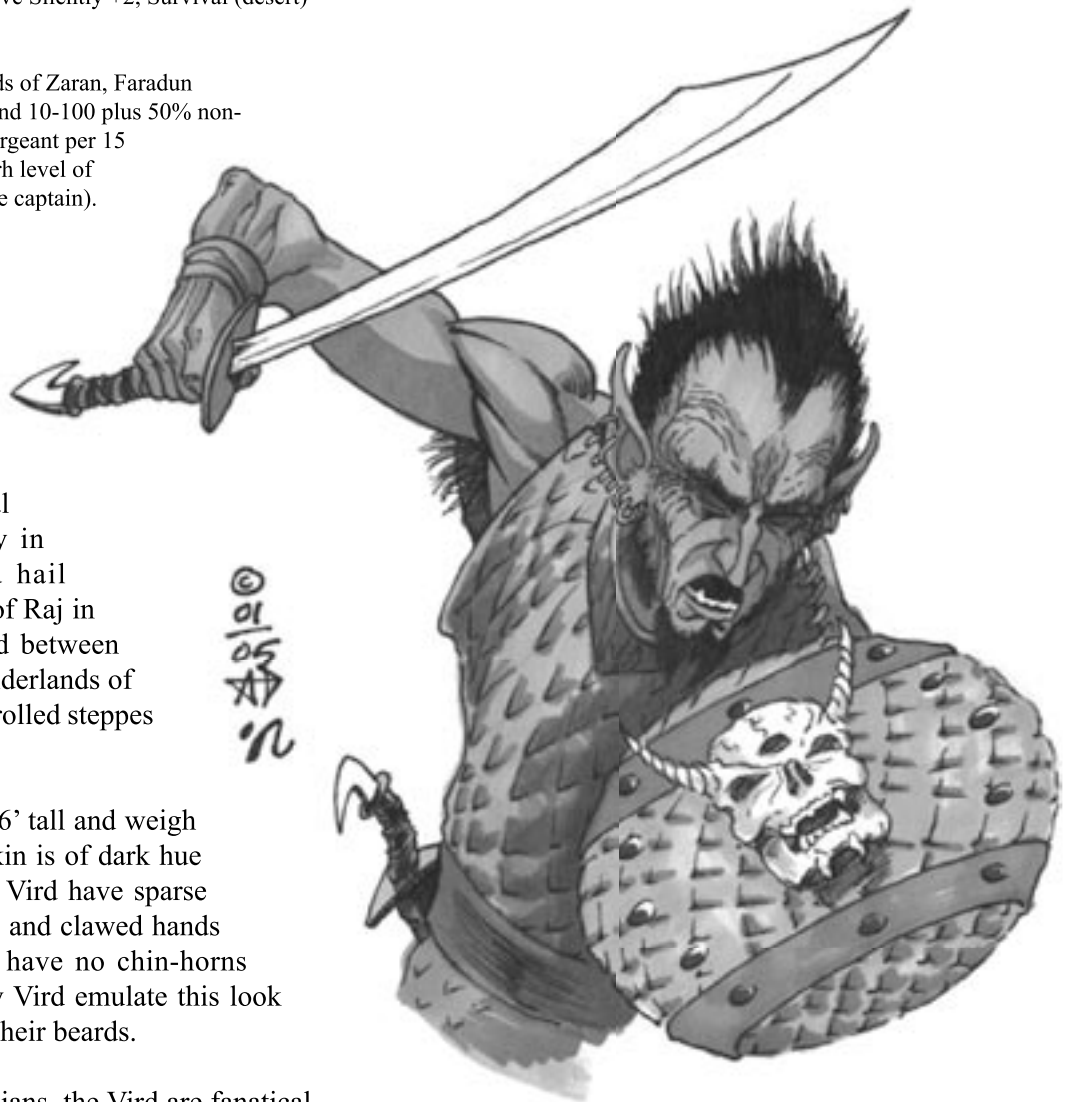 ve Silently +2, Survival (desert)
ds of Zaran, Faradun
nd 10-100 plus 50% non-
rgeant per 15
rh level of
e captain).
l
y in
hail
of Raj in
d between
derlands of
rolled steppes
6’ tall and weigh
kin is of dark hue
Vird have sparse
and clawed hands
have no chin-horns
y Vird emulate this look
heir beards.
ians, the Vird are fanatical
©
01
05